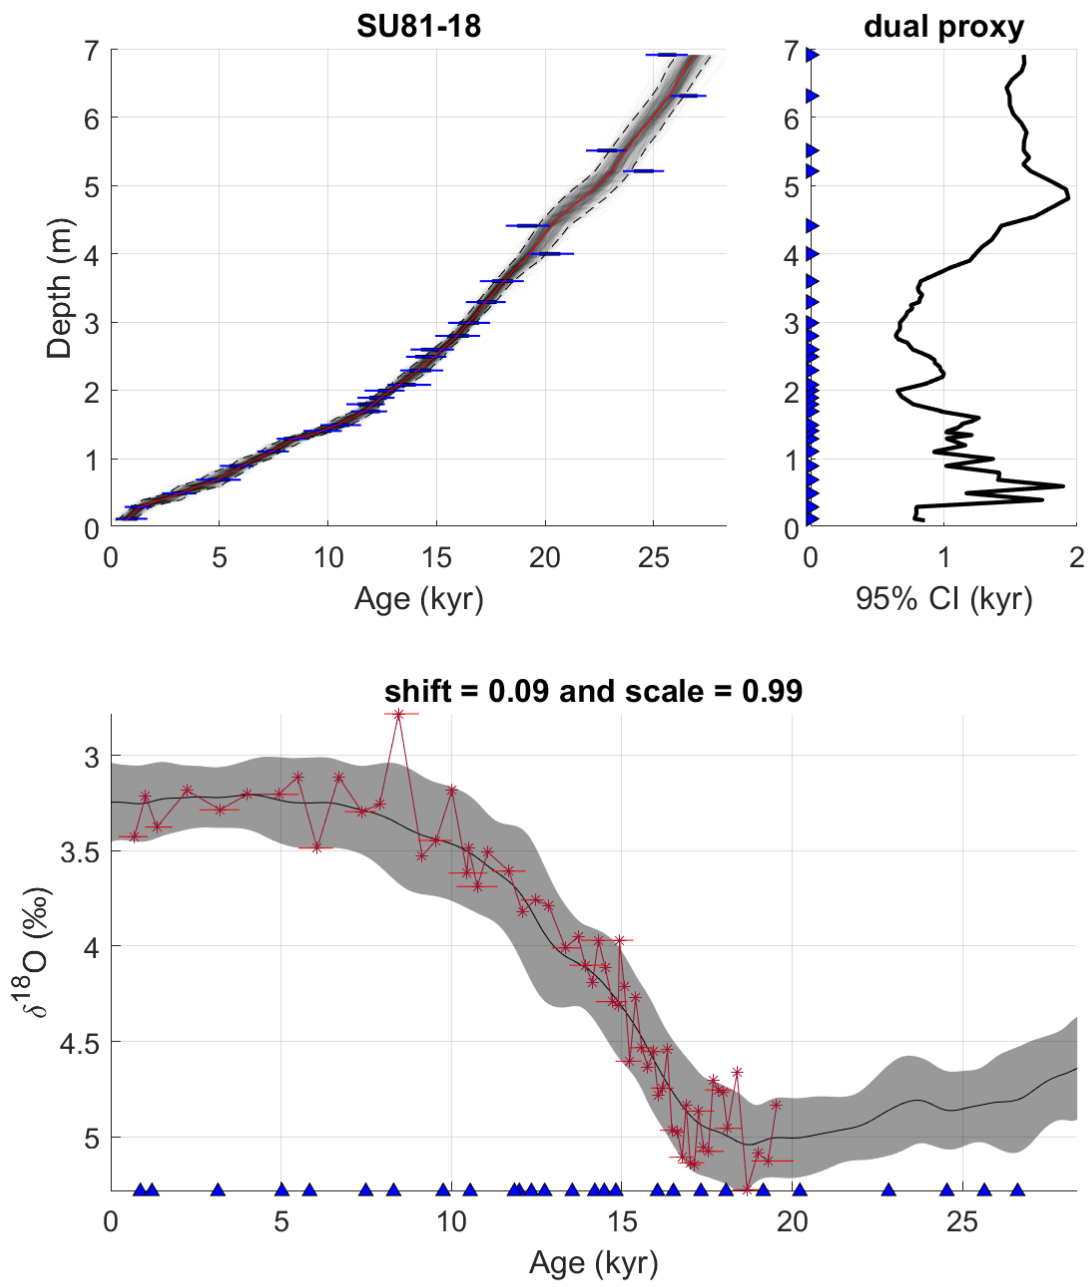 SU81-18
dual proxy
7
6
5
4
3
2
1
0
Depth (m)
0 5 10 15 20 25
Age (kyr)
7
6
5
4
3
2
1
0
0 1 2
95% CI (kyr)
shift = 0.09 and scale = 0.99
3
3.5
4
4.5
5
δ¹⁸O (‰)
0 5 10 15 20 25
Age (kyr)